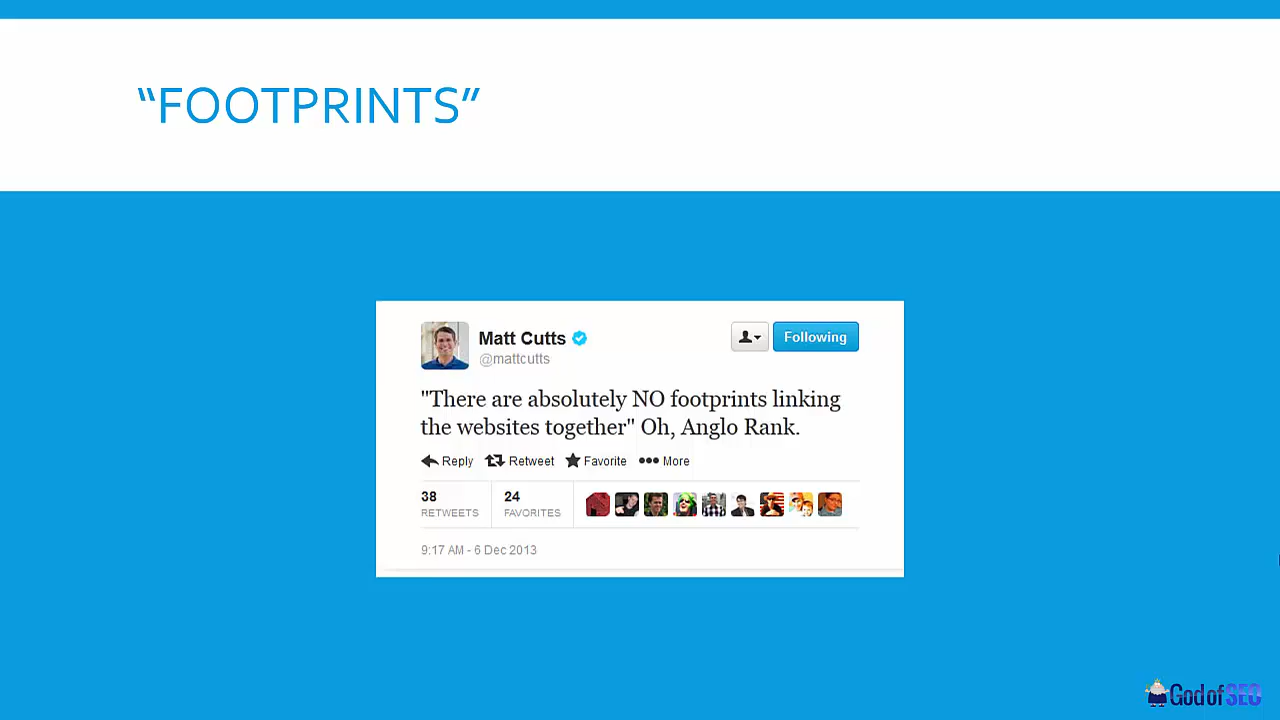 “FOOTPRINTS”
Matt Cutts
@mattcutts
Following
"There are absolutely NO footprints linking
the websites together" Oh, Anglo Rank.
Reply Retweet Favorite More
38 24
RETWEETS FAVORITES
9:17 AM - 6 Dec 2013
God of SEO